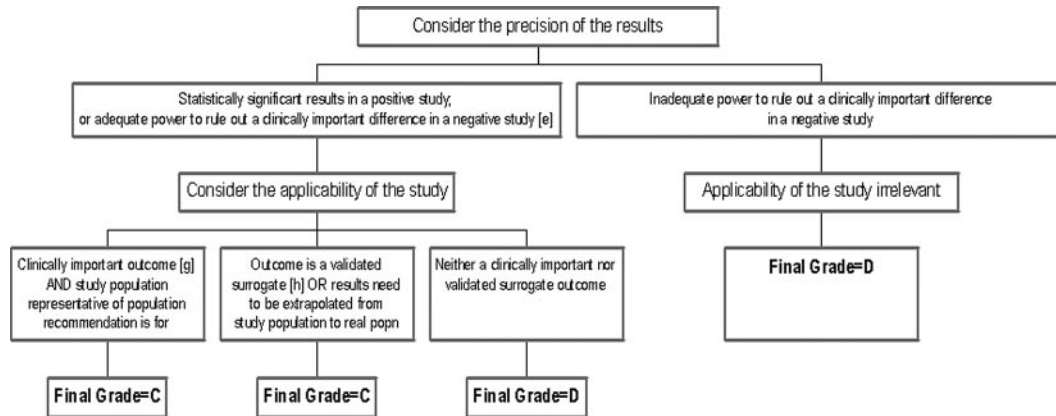 Consider the precision of the results
Statistically significant results in a positive study;
or adequate power to rule out a clinically important difference in a negative study [e]
Inadequate power to rule out a clinically important difference
in a negative study
Consider the applicability of the study
Applicability of the study irrelevant
Clinically important outcome [g]
AND study population
representative of population
recommendation is for
Outcome is a validated
surrogate [h] OR results need
to be extrapolated from
study population to real popn
Neither a clinically important nor
validated surrogate outcome
Final Grade=D
Final Grade=C
Final Grade=C
Final Grade=D